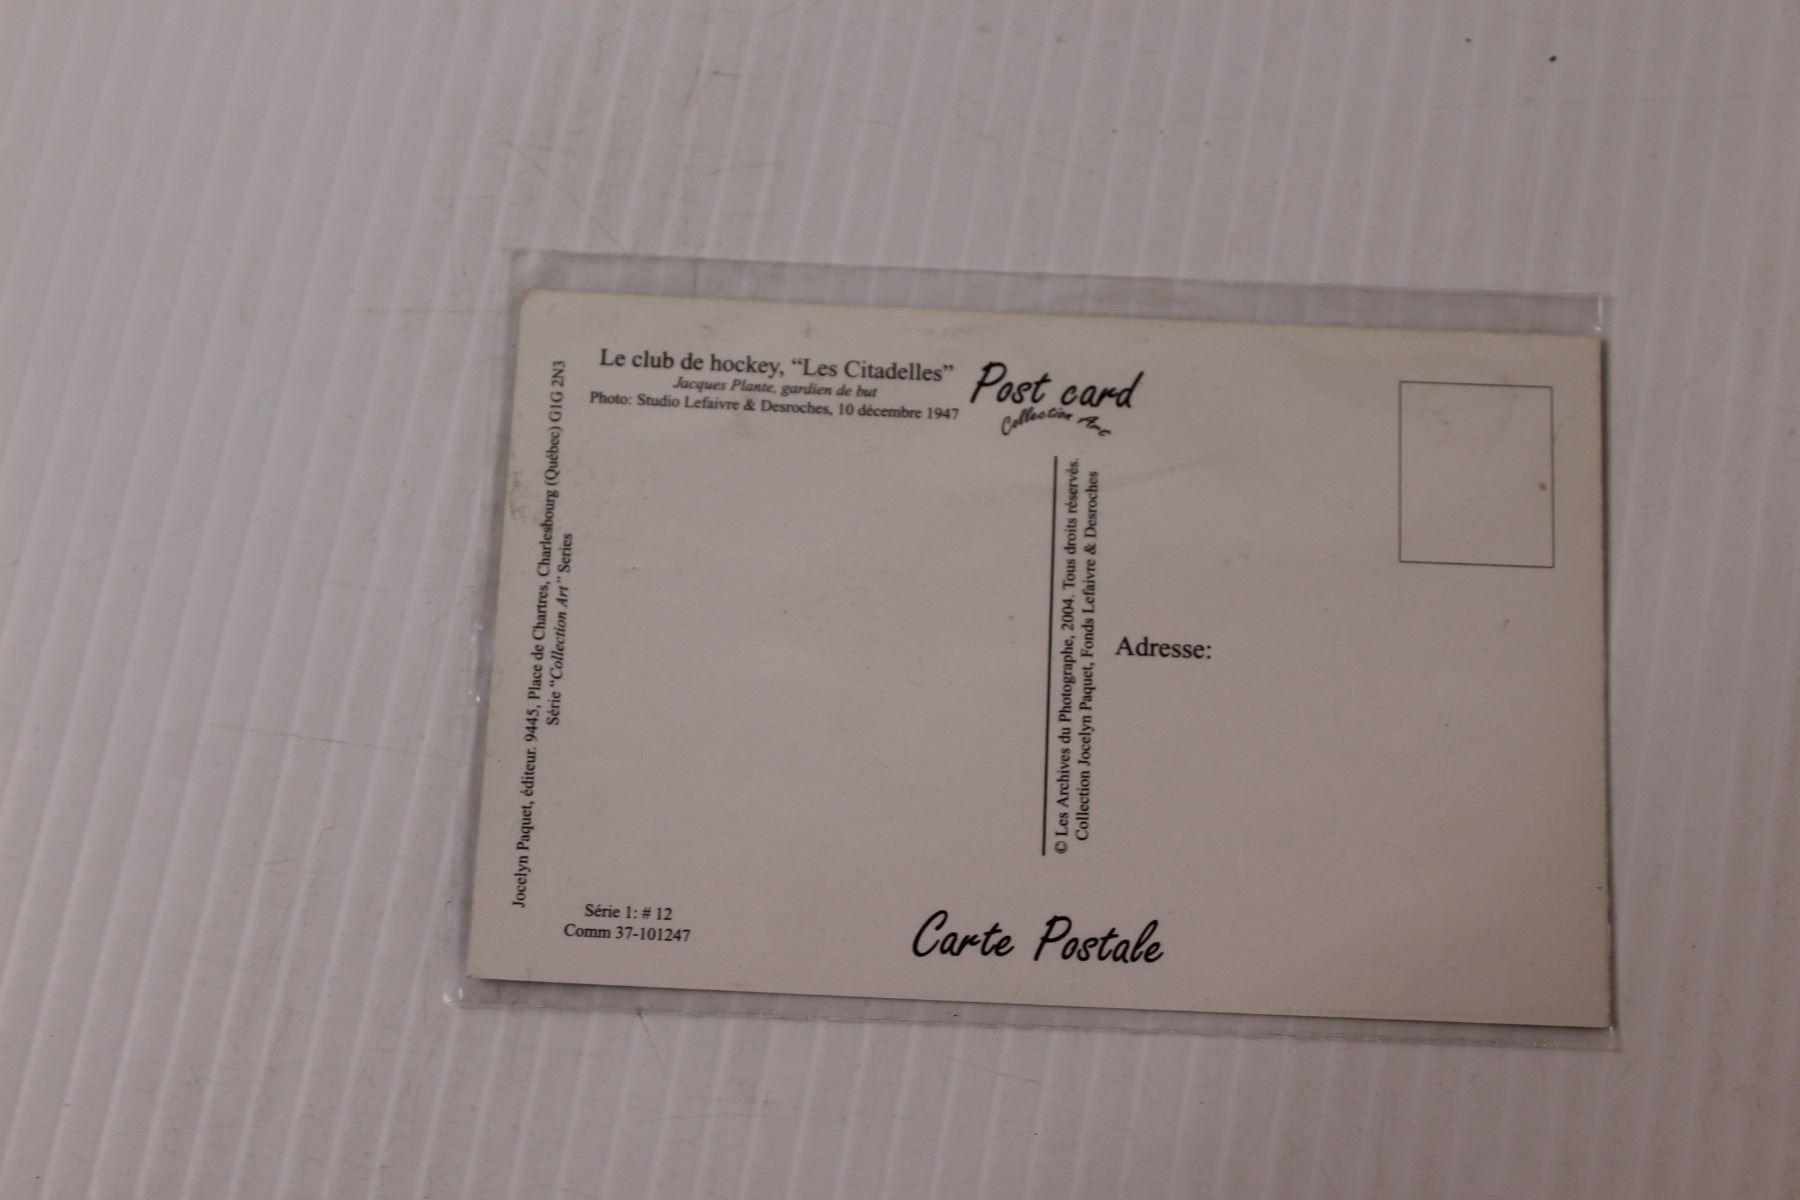 Le club de hockey, “Les Citadelles”
Jacques Plante, gardien de but
Photo: Studio Lefaivre & Desroches, 10 décembre 1947
Post card
Collection Art
Jocelyn Paquet, éditeur. 9445, Place de Chartres, Charlesbourg (Québec) G1G 2N3
Série “Collection Art” Series
© Les Archives du Photographe, 2004. Tous droits réservés.
Collection Jocelyn Paquet, Fonds Lefaivre & Desroches
Adresse:
Série 1: # 12
Comm 37-101247
Carte Postale